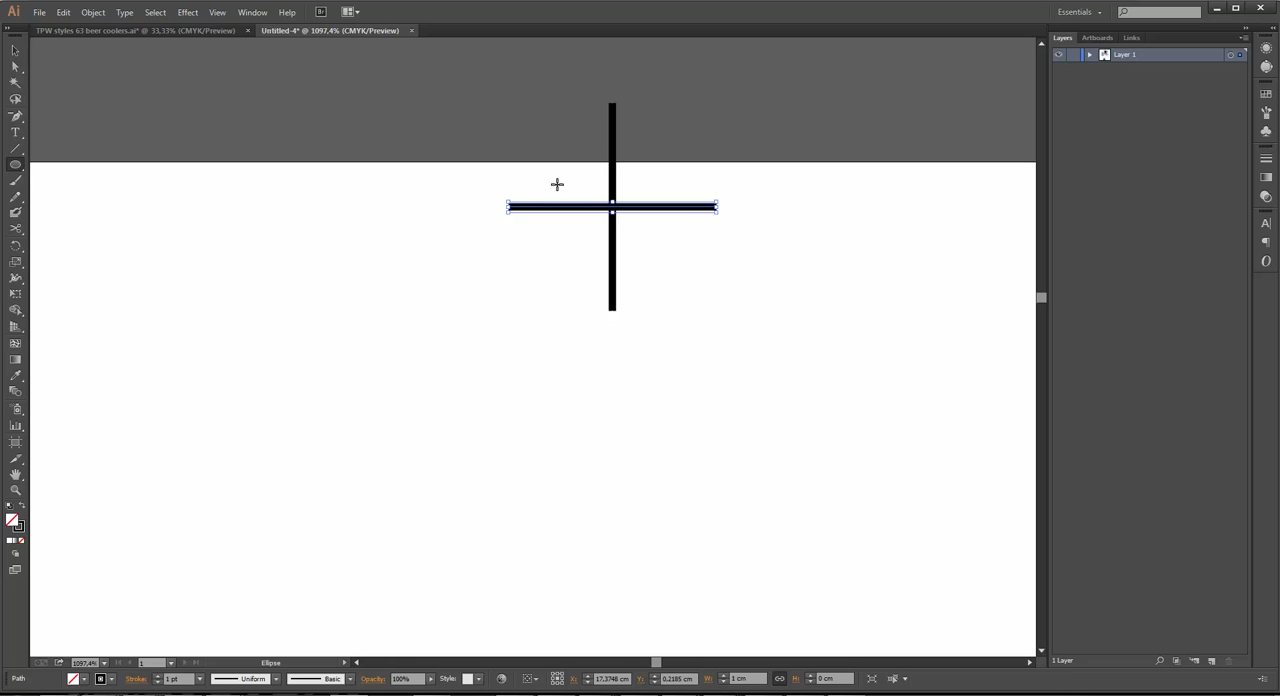 Ai File Edit Object Type Select Effect View Window Help Br Essentials
TPW styles 63 beer coolers.ai* @ 33,33% (CMYK/Preview) × Untitled-4* @ 1097,4% (CMYK/Preview) ×
Layers Artboards Links
Layer 1
T
A
O
1097,4% 1 Ellipse 1 Layer
Path Stroke: 1 pt Uniform Basic Opacity: 100% Style: X: 17,3748 cm Y: 0,2185 cm W: 1 cm H: 0 cm